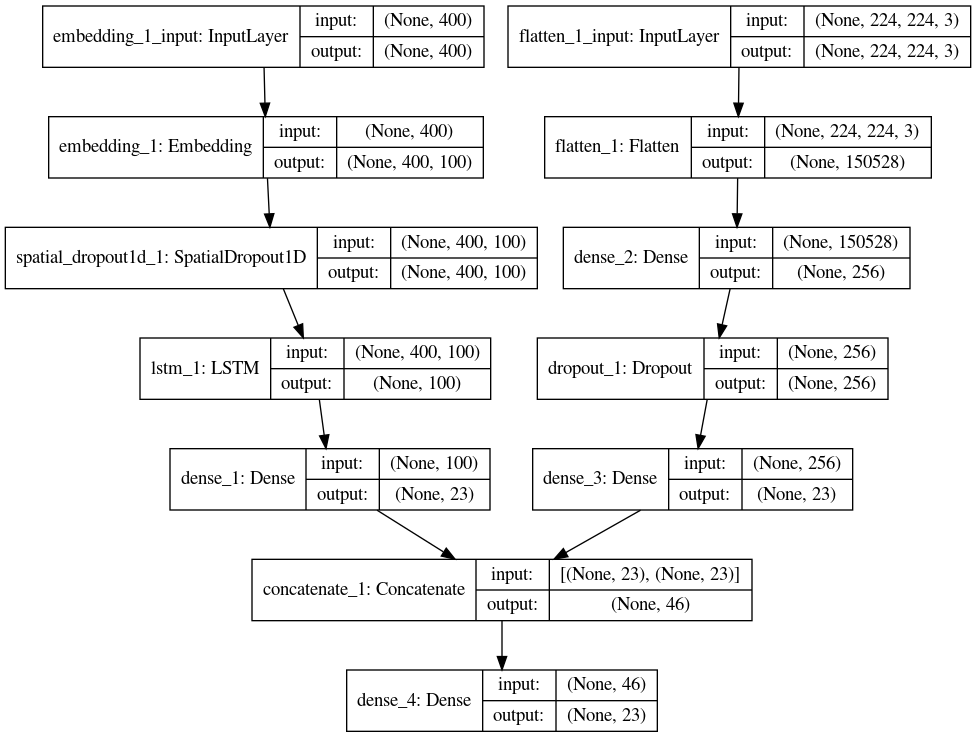 embedding_1_input: InputLayer
input: (None, 400)
output: (None, 400)
flatten_1_input: InputLayer
input: (None, 224, 224, 3)
output: (None, 224, 224, 3)
embedding_1: Embedding
input: (None, 400)
output: (None, 400, 100)
flatten_1: Flatten
input: (None, 224, 224, 3)
output: (None, 150528)
spatial_dropout1d_1: SpatialDropout1D
input: (None, 400, 100)
output: (None, 400, 100)
dense_2: Dense
input: (None, 150528)
output: (None, 256)
lstm_1: LSTM
input: (None, 400, 100)
output: (None, 100)
dropout_1: Dropout
input: (None, 256)
output: (None, 256)
dense_1: Dense
input: (None, 100)
output: (None, 23)
dense_3: Dense
input: (None, 256)
output: (None, 23)
concatenate_1: Concatenate
input: [(None, 23), (None, 23)]
output: (None, 46)
dense_4: Dense
input: (None, 46)
output: (None, 23)